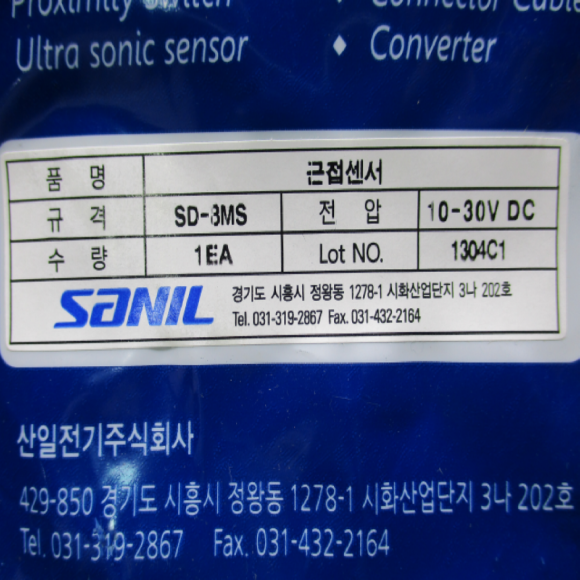 Proximity Switch ♦ Connector Cable
Ultra sonic sensor ♦ Converter
품 명 근접센서
규 격 SD-8MS 전 압 10-30V DC
수 량 1EA Lot NO. 1304C1
SANIL 경기도 시흥시 정왕동 1278-1 시화산업단지 3나 202호
Tel. 031-319-2867 Fax. 031-432-2164
산일전기주식회사
429-850 경기도 시흥시 정왕동 1278-1 시화산업단지 3나 202호
Tel. 031-319-2867 Fax. 031-432-2164